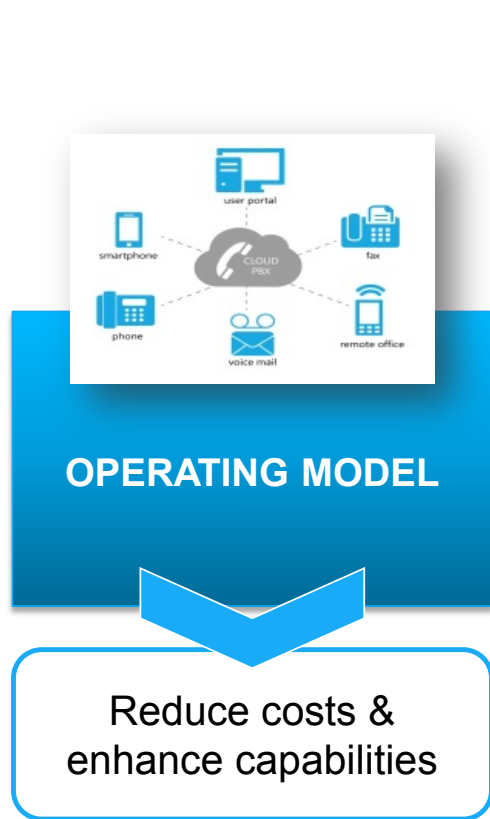 user portal
smartphone
CLOUD
PBX
fax
phone
voice mail
remote office
OPERATING MODEL
Reduce costs &
enhance capabilities